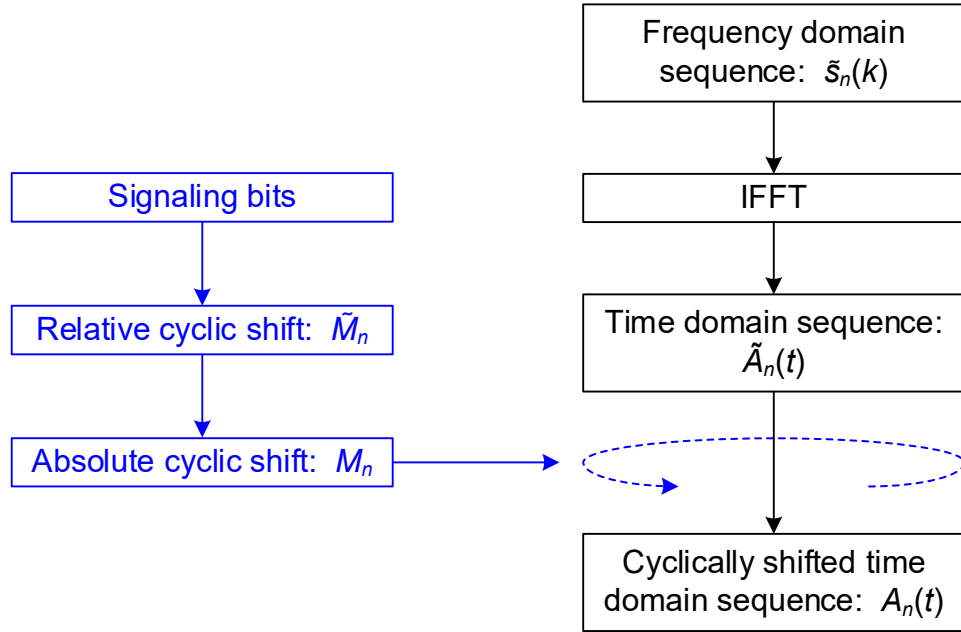 Frequency domain
sequence: s̃ₙ(k)
Signaling bits
IFFT
Relative cyclic shift: M̃ₙ
Time domain sequence:
Ãₙ(t)
Absolute cyclic shift: Mₙ
Cyclically shifted time
domain sequence: Aₙ(t)